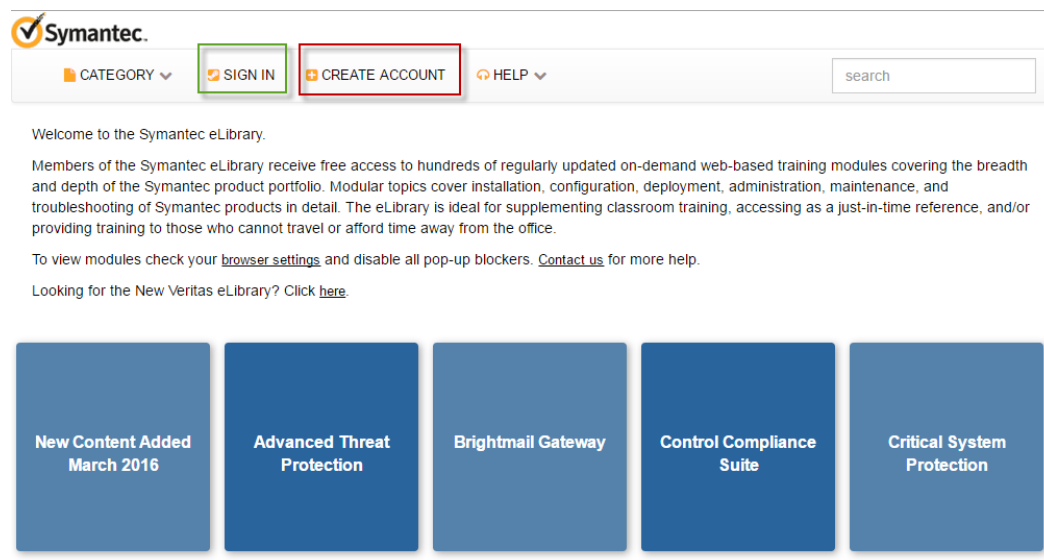 Symantec.
CATEGORY SIGN IN CREATE ACCOUNT HELP search
Welcome to the Symantec eLibrary.
Members of the Symantec eLibrary receive free access to hundreds of regularly updated on-demand web-based training modules covering the breadth
and depth of the Symantec product portfolio. Modular topics cover installation, configuration, deployment, administration, maintenance, and
troubleshooting of Symantec products in detail. The eLibrary is ideal for supplementing classroom training, accessing as a just-in-time reference, and/or
providing training to those who cannot travel or afford time away from the office.
To view modules check your browser settings and disable all pop-up blockers. Contact us for more help.
Looking for the New Veritas eLibrary? Click here.
New Content Added
March 2016
Advanced Threat
Protection
Brightmail Gateway
Control Compliance
Suite
Critical System
Protection